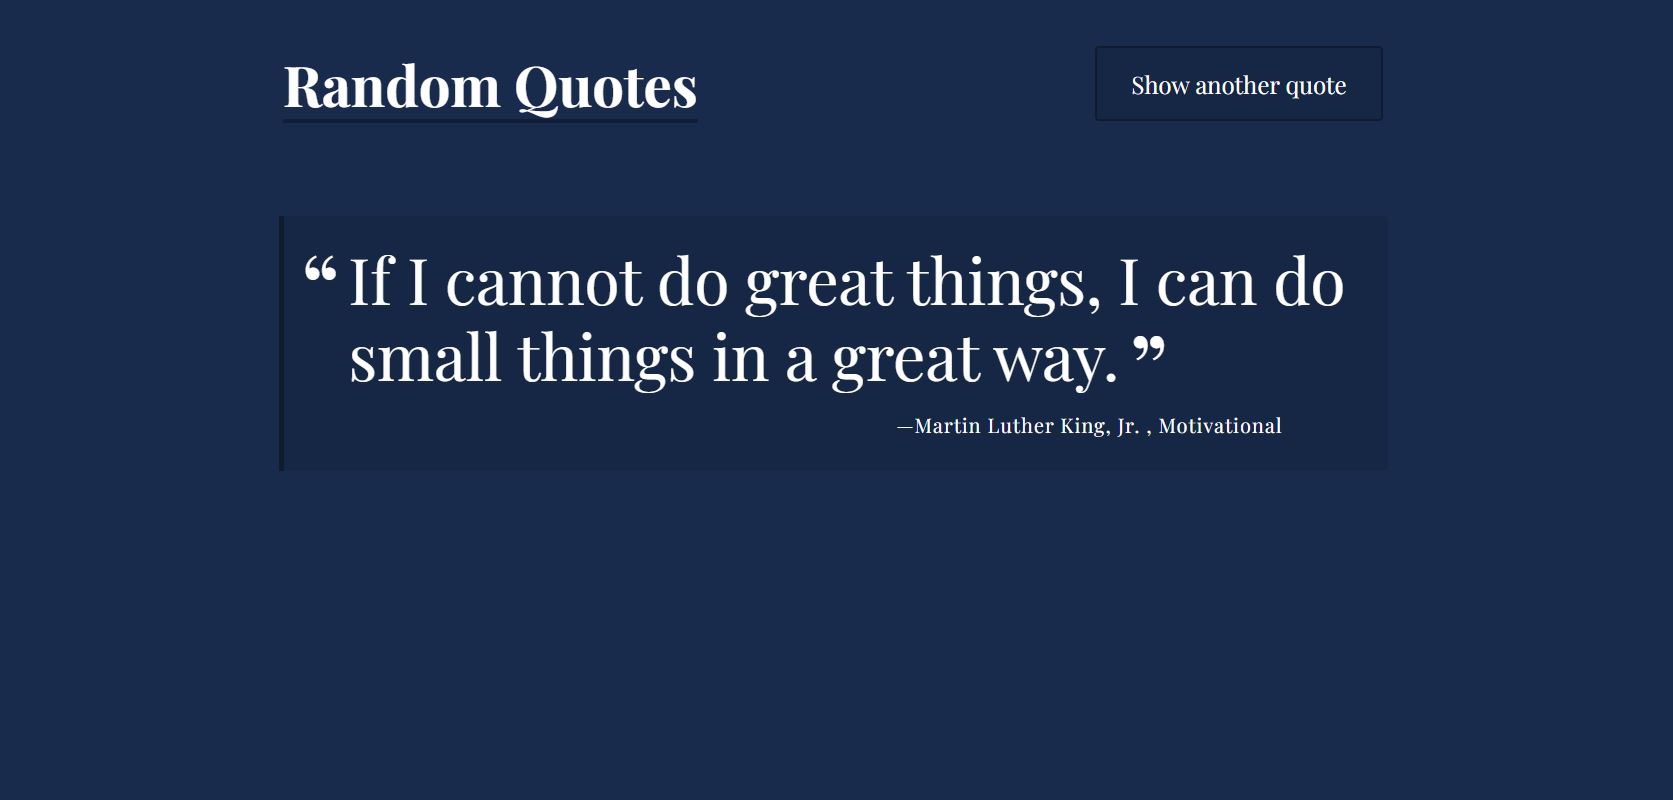 Random Quotes
Show another quote
“ If I cannot do great things, I can do
small things in a great way. ”
—Martin Luther King, Jr. , Motivational